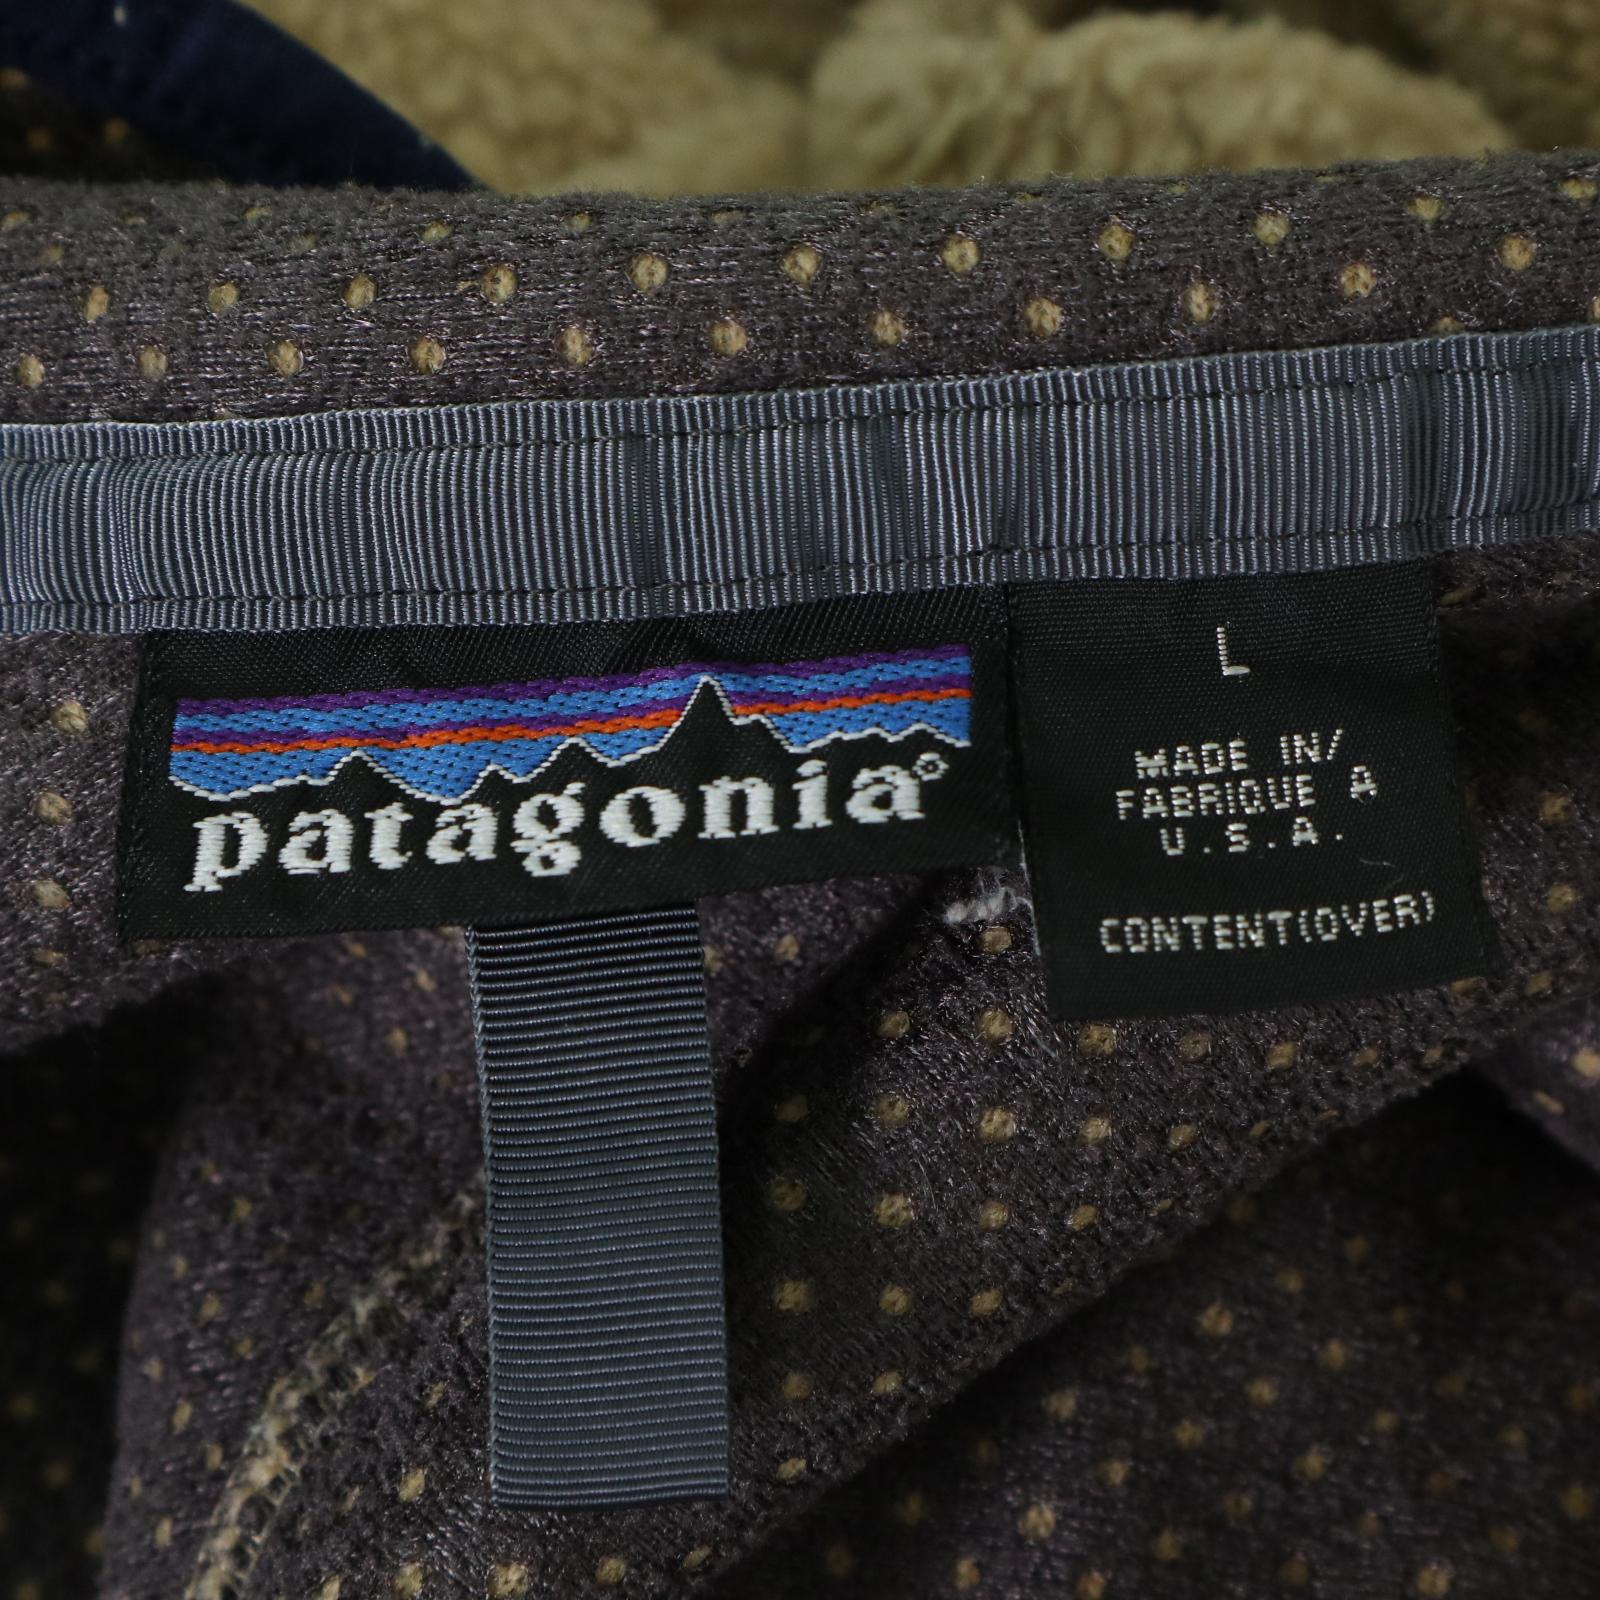 patagonia®
L
MADE IN/
FABRIQUE A
U.S.A.
CONTENT(OVER)